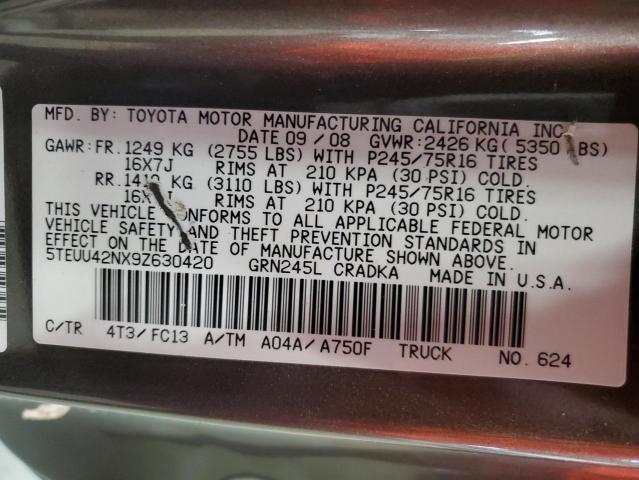 MFD. BY: TOYOTA MOTOR MANUFACTURING CALIFORNIA INC.
DATE 09 / 08 GVWR: 2426 KG ( 5350 LBS)
GAWR: FR. 1249 KG (2755 LBS) WITH P245/75R16 TIRES
16X7J RIMS AT 210 KPA (30 PSI) COLD.
RR. KG (3110 LBS) WITH P245/75R16 TIRES
RIMS AT 210 KPA (30 PSI) COLD.
THIS VEHICLE CONFORMS TO ALL APPLICABLE FEDERAL MOTOR
VEHICLE SAFETY AND THEFT PREVENTION STANDARDS IN
EFFECT ON THE DATE OF MANUFACTURE SHOWN ABOVE.
5TEUU42NX9Z630420 GRN245L CRADKA MADE IN U.S.A.
C/TR 4T3/ FC13 A/TM A04A/ A750F TRUCK NO. 624